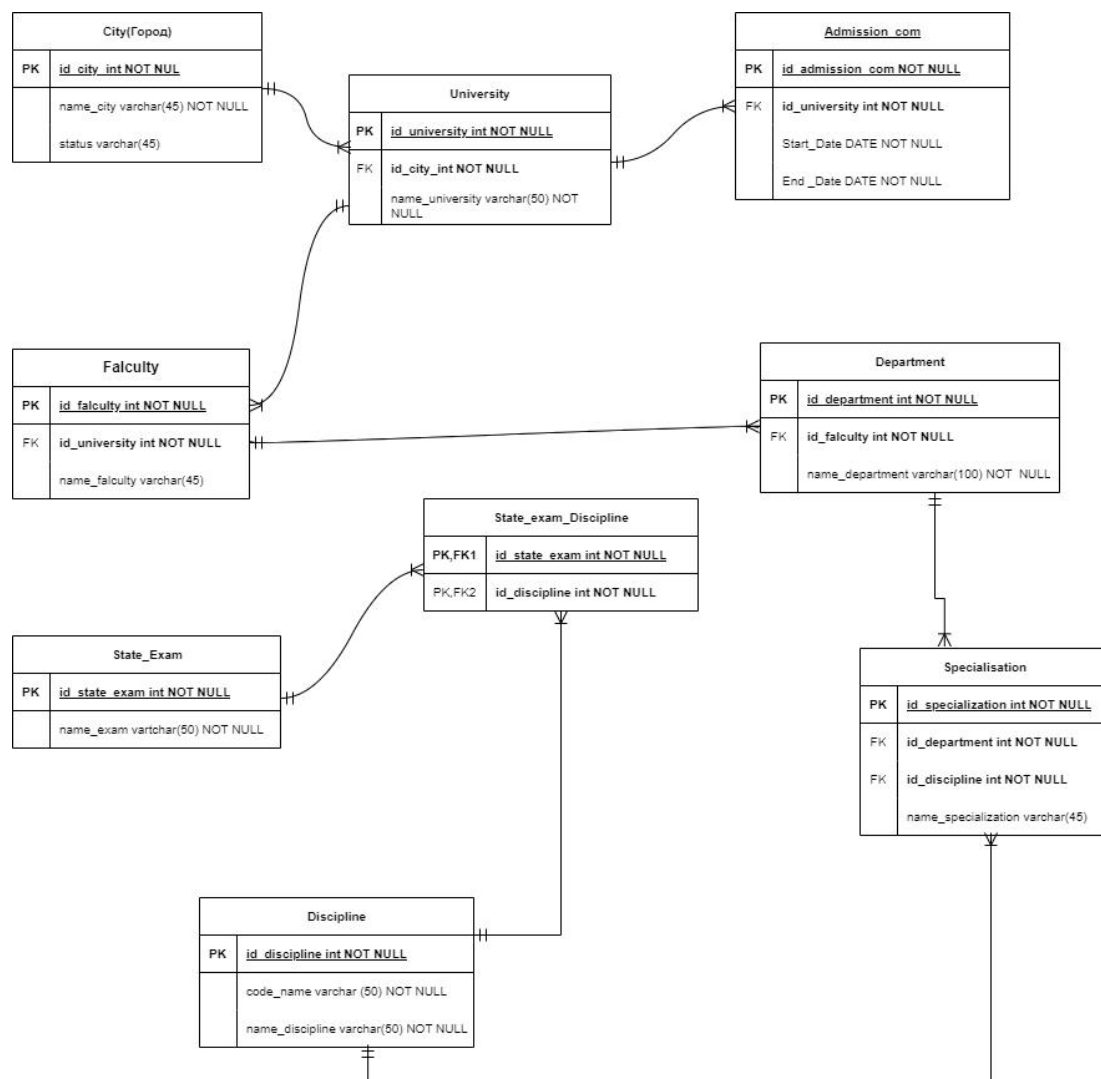 City(Город)
PK id_city_int NOT NUL
name_city varchar(45) NOT NULL
status varchar(45)
University
PK id_university int NOT NULL
FK id_city_int NOT NULL
name_university varchar(50) NOT
NULL
Admission_com
PK id_admission_com NOT NULL
FK id_university int NOT NULL
Start_Date DATE NOT NULL
End _Date DATE NOT NULL
Falculty
PK id_falculty int NOT NULL
FK id_university int NOT NULL
name_falculty varchar(45)
Department
PK id_department int NOT NULL
FK id_falculty int NOT NULL
name_department varchar(100) NOT NULL
State_exam_Discipline
PK,FK1 id_state_exam int NOT NULL
PK,FK2 id_discipline int NOT NULL
State_Exam
PK id_state_exam int NOT NULL
name_exam vartchar(50) NOT NULL
Specialisation
PK id_specialization int NOT NULL
FK id_department int NOT NULL
FK id_discipline int NOT NULL
name_specialization varchar(45)
Discipline
PK id_discipline int NOT NULL
code_name varchar (50) NOT NULL
name_discipline varchar(50) NOT NULL